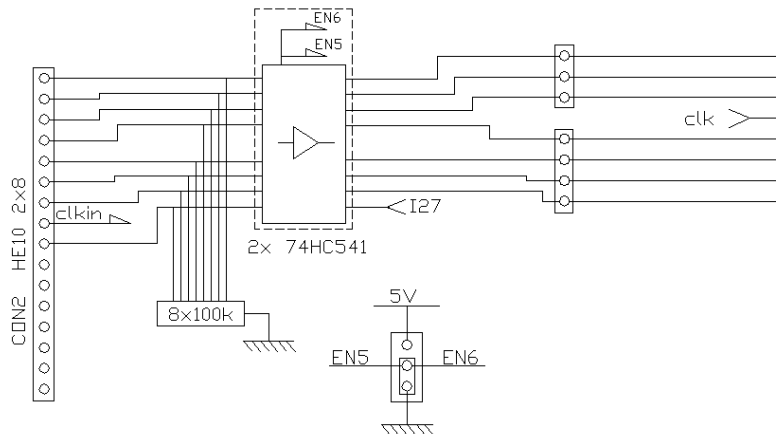 EN6
EN5
clk
clkin
I27
2x 74HC541
CON2 HE10 2x8
8x100k
5V
EN5
EN6